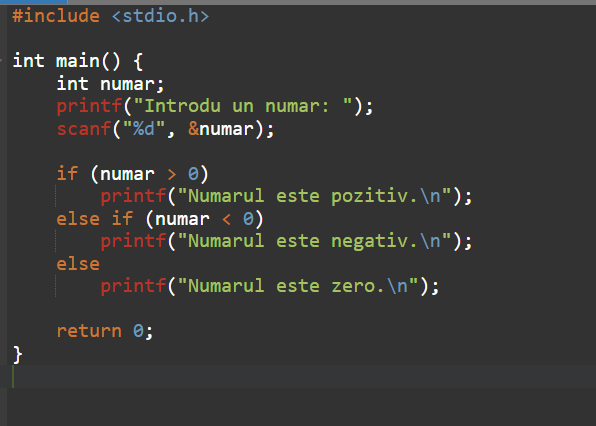 #include <stdio.h>
int main() {
    int numar;
    printf("Introdu un numar: ");
    scanf("%d", &numar);
    if (numar > 0)
        printf("Numarul este pozitiv.\n");
    else if (numar < 0)
        printf("Numarul este negativ.\n");
    else
        printf("Numarul este zero.\n");
    return 0;
}